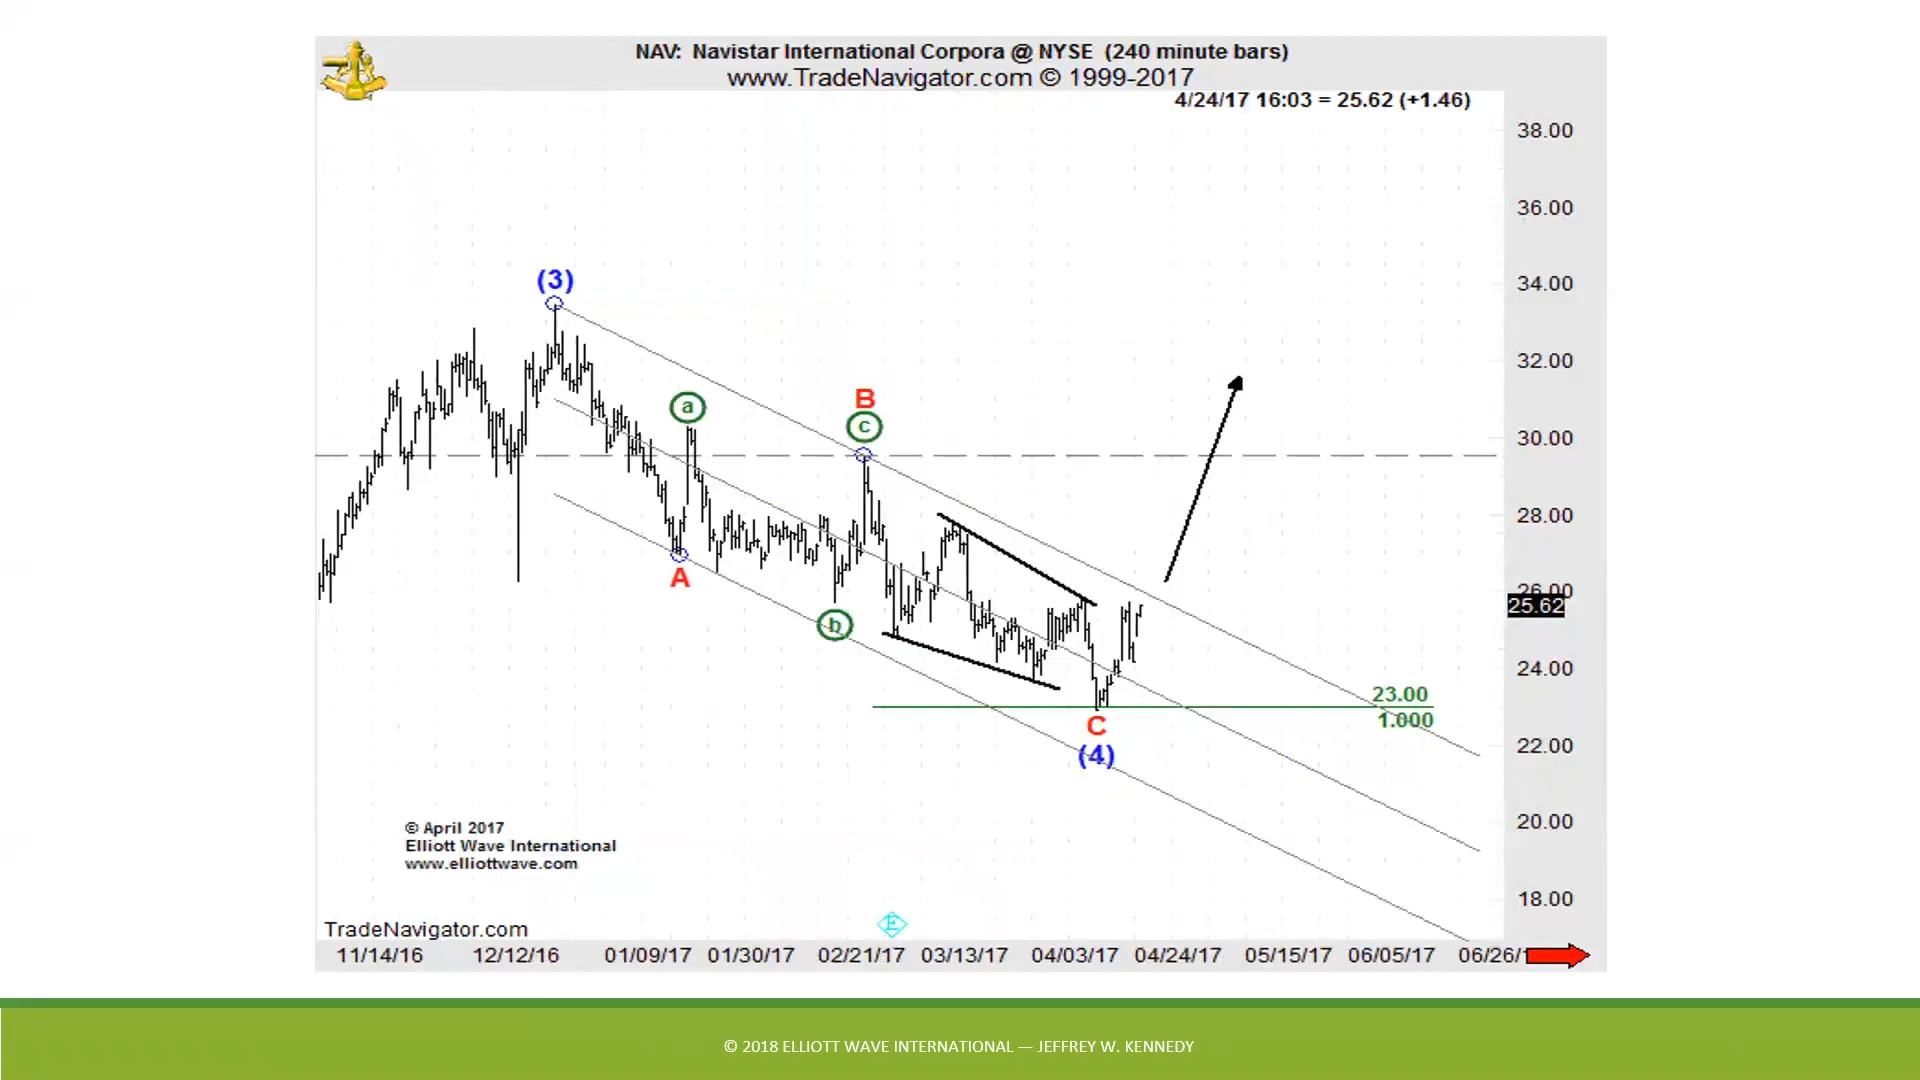 NAV: Navistar International Corpora @ NYSE (240 minute bars)
www.TradeNavigator.com © 1999-2017
4/24/17 16:03 = 25.62 (+1.46)
38.00
36.00
34.00
32.00
30.00
28.00
26.00
25.62
24.00
22.00
20.00
18.00
(3)
a
B
c
A
b
23.00
1.000
C
(4)
© April 2017
Elliott Wave International
www.elliottwave.com
E
TradeNavigator.com
11/14/16 12/12/16 01/09/17 01/30/17 02/21/17 03/13/17 04/03/17 04/24/17 05/15/17 06/05/17 06/26/1
© 2018 ELLIOTT WAVE INTERNATIONAL — JEFFREY W. KENNEDY